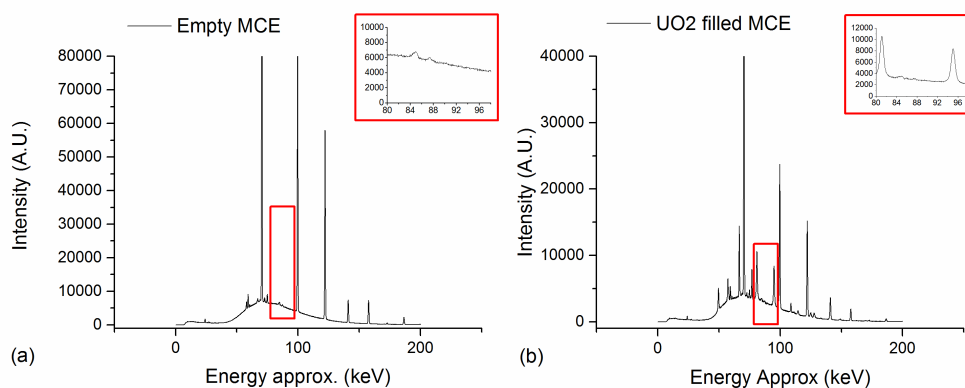 Empty MCE
80000
70000
60000
50000
40000
30000
20000
10000
0
Intensity (A.U.)
0 100 200
Energy approx. (keV)
(a)
10000
8000
6000
4000
2000
0
80 84 88 92 96
UO2 filled MCE
40000
30000
20000
10000
0
Intensity (A.U.)
0 100 200
Energy Approx (keV)
(b)
12000
10000
8000
6000
4000
2000
0
80 84 88 92 96